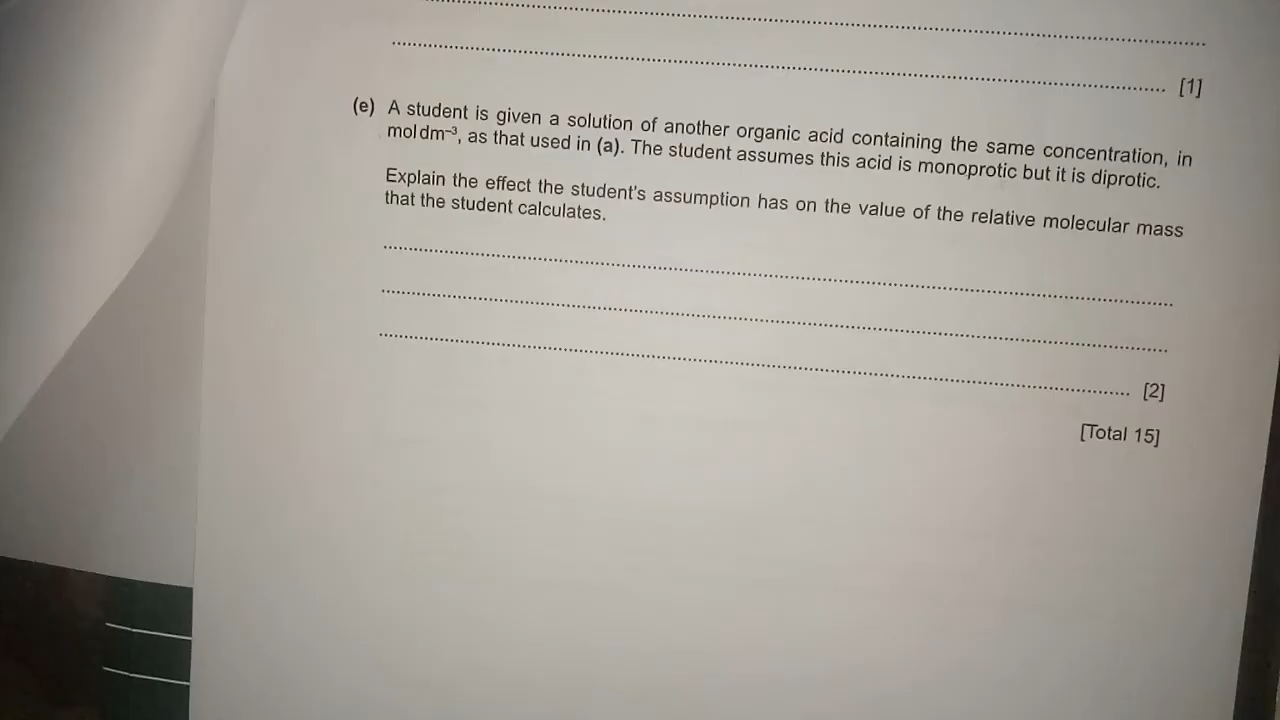 [1]
(e) A student is given a solution of another organic acid containing the same concentration, in
mol dm⁻³, as that used in (a). The student assumes this acid is monoprotic but it is diprotic.
Explain the effect the student's assumption has on the value of the relative molecular mass
that the student calculates.
[2]
[Total 15]